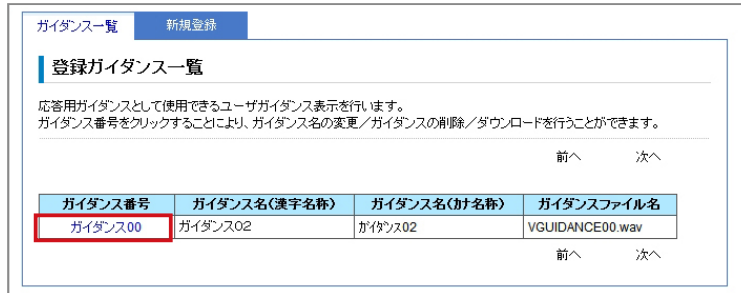 ガイダンス一覧 新規登録
登録ガイダンス一覧
応答用ガイダンスとして使用できるユーザガイダンス表示を行います。
ガイダンス番号をクリックすることにより、ガイダンス名の変更／ガイダンスの削除／ダウンロードを行うことができます。
前へ 次へ
ガイダンス番号 ガイダンス名(漢字名称) ガイダンス名(ｶﾅ名称) ガイダンスファイル名
ガイダンス00 ガイダンス02 ｶﾞｲﾀﾞﾝｽ02 VGUIDANCE00.wav
前へ 次へ